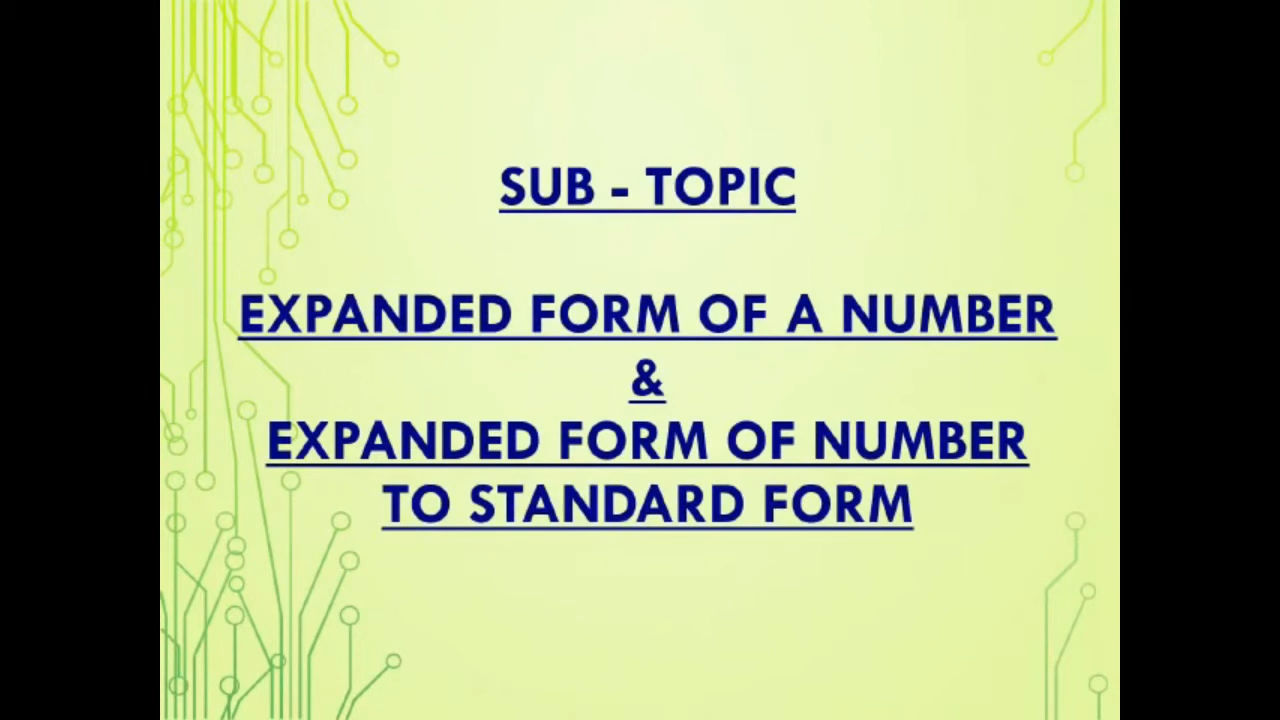 SUB - TOPIC
EXPANDED FORM OF A NUMBER
&
EXPANDED FORM OF NUMBER
TO STANDARD FORM